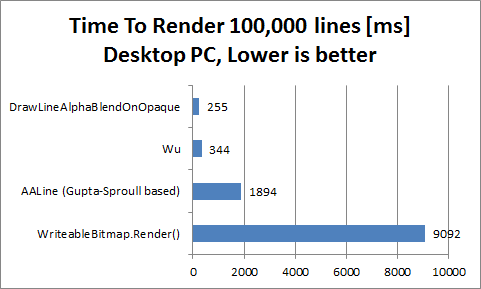 Time To Render 100,000 lines [ms]
Desktop PC, Lower is better
DrawLineAlphaBlendOnOpaque 255
Wu 344
AALine (Gupta-Sproull based) 1894
WriteableBitmap.Render() 9092
0 2000 4000 6000 8000 10000